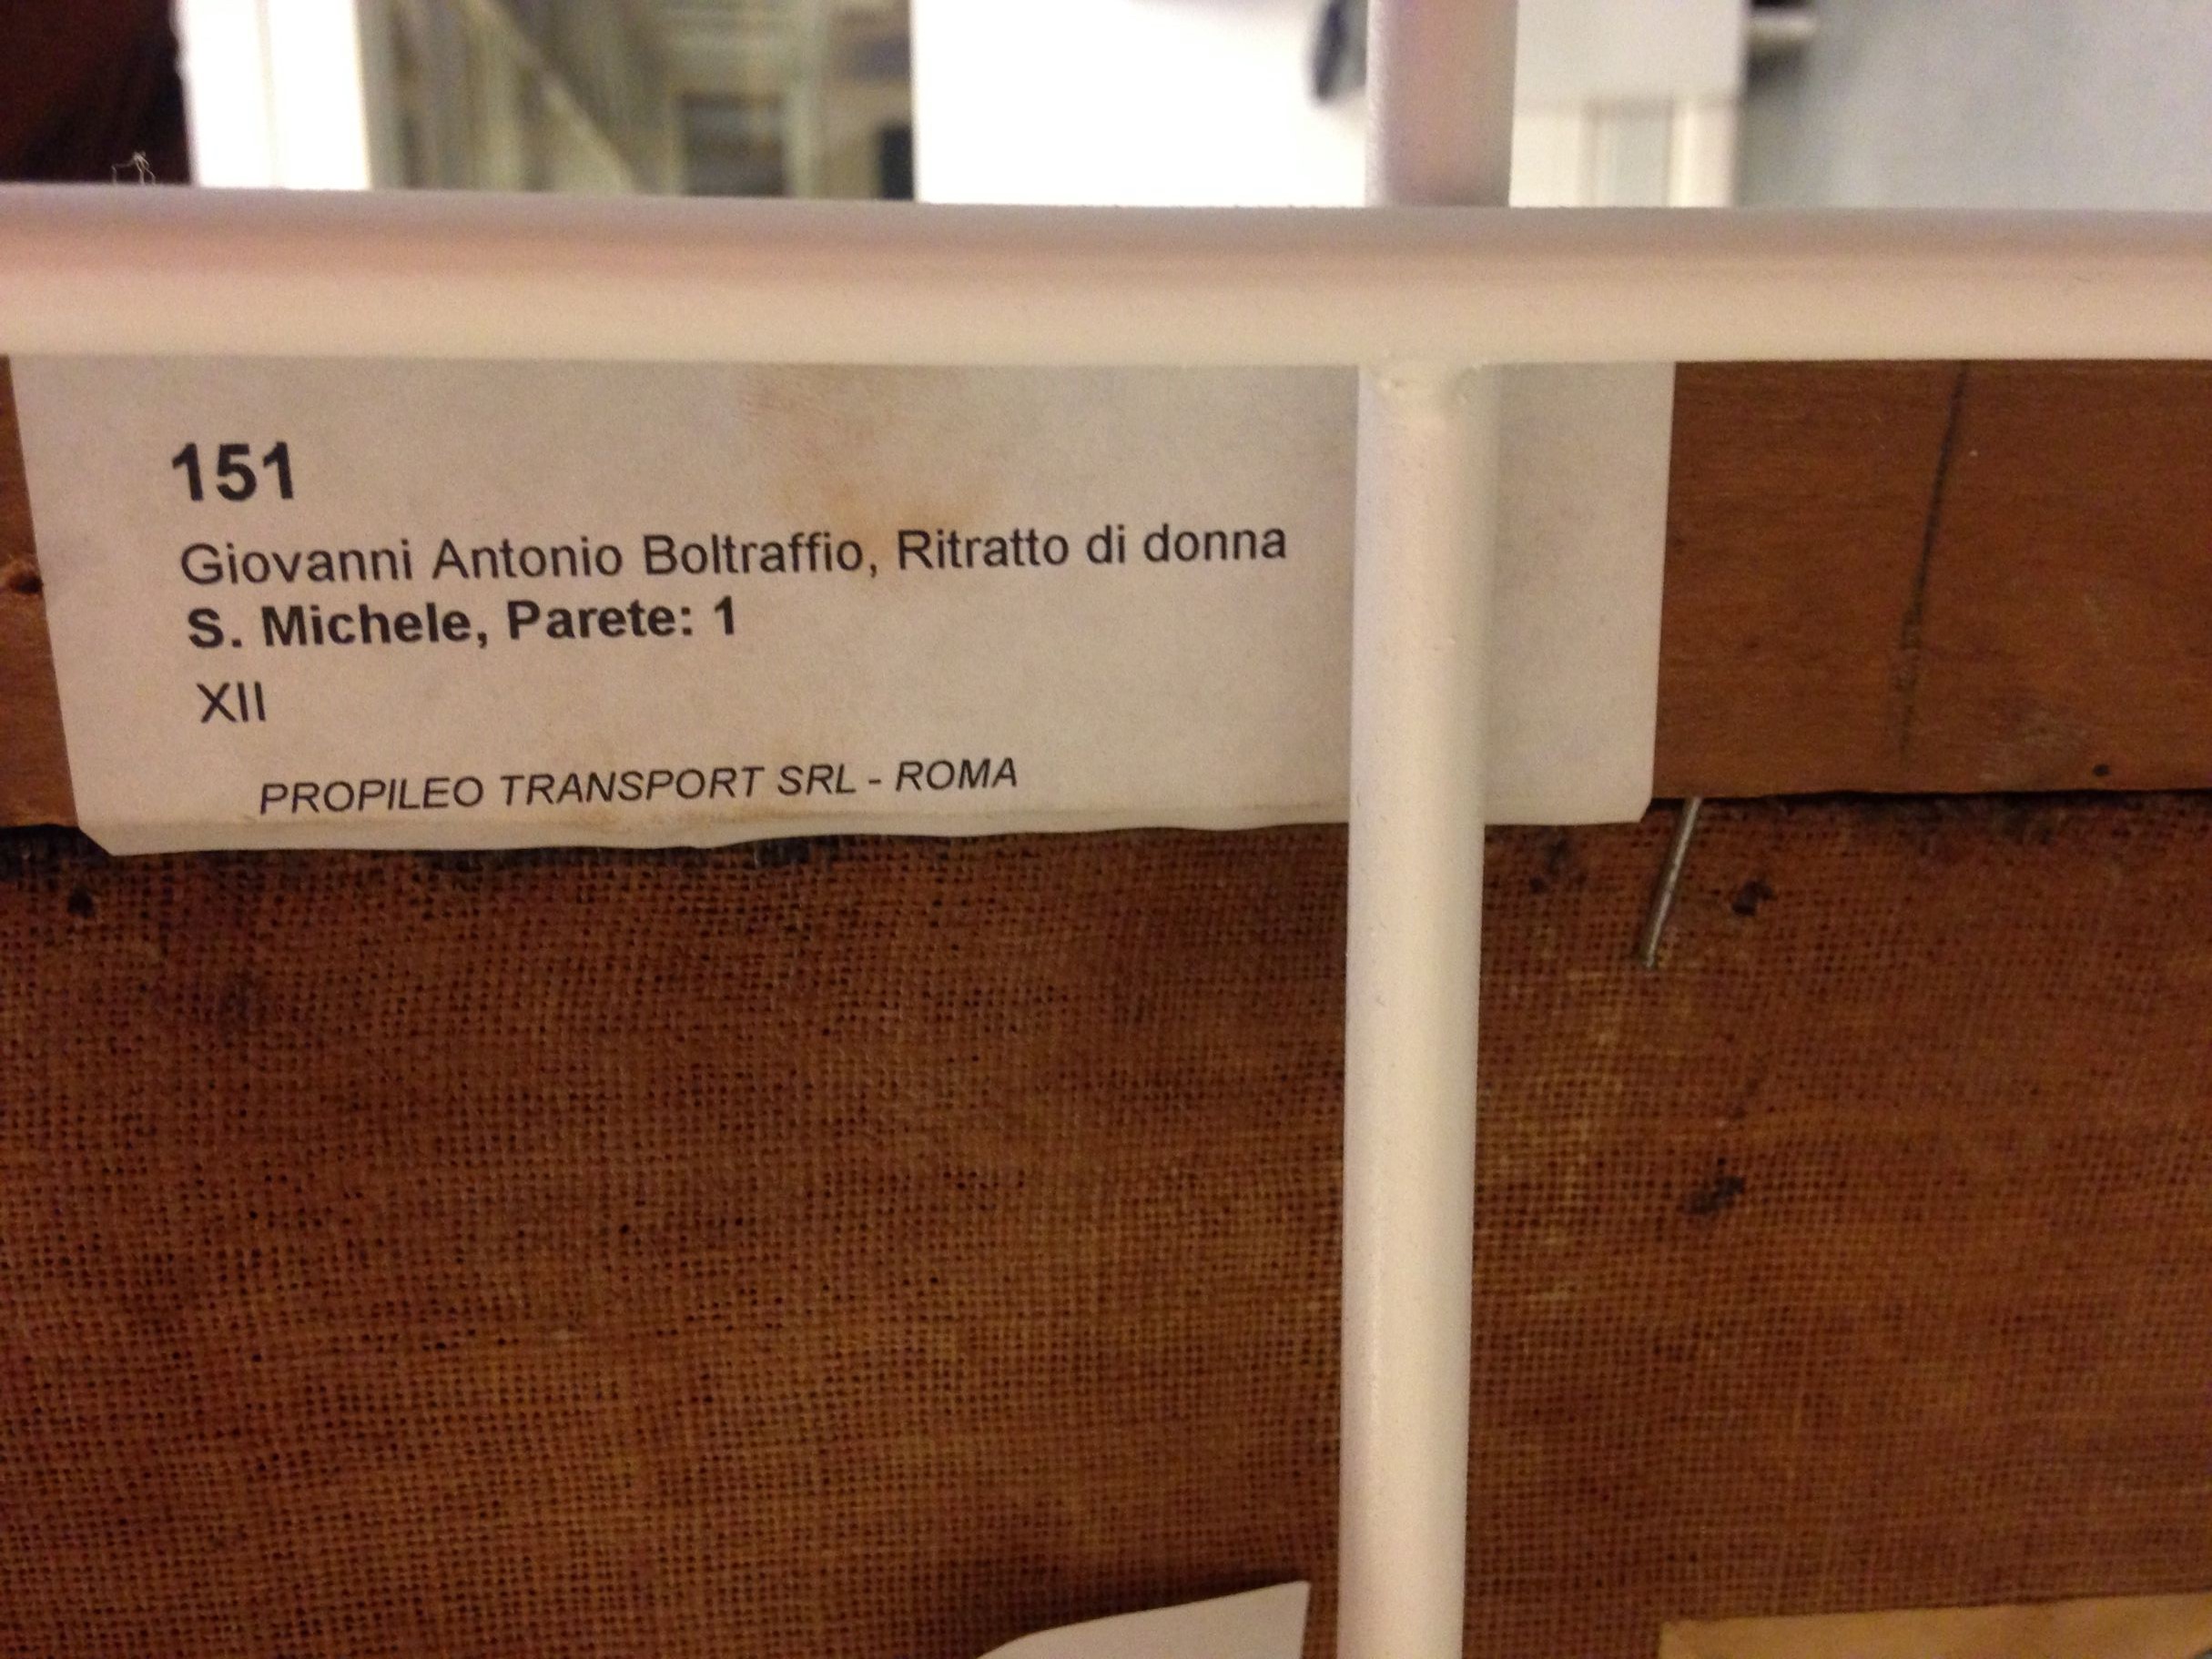 151
Giovanni Antonio Boltraffio, Ritratto di donna
S. Michele, Parete: 1
XII
PROPILEO TRANSPORT SRL - ROMA